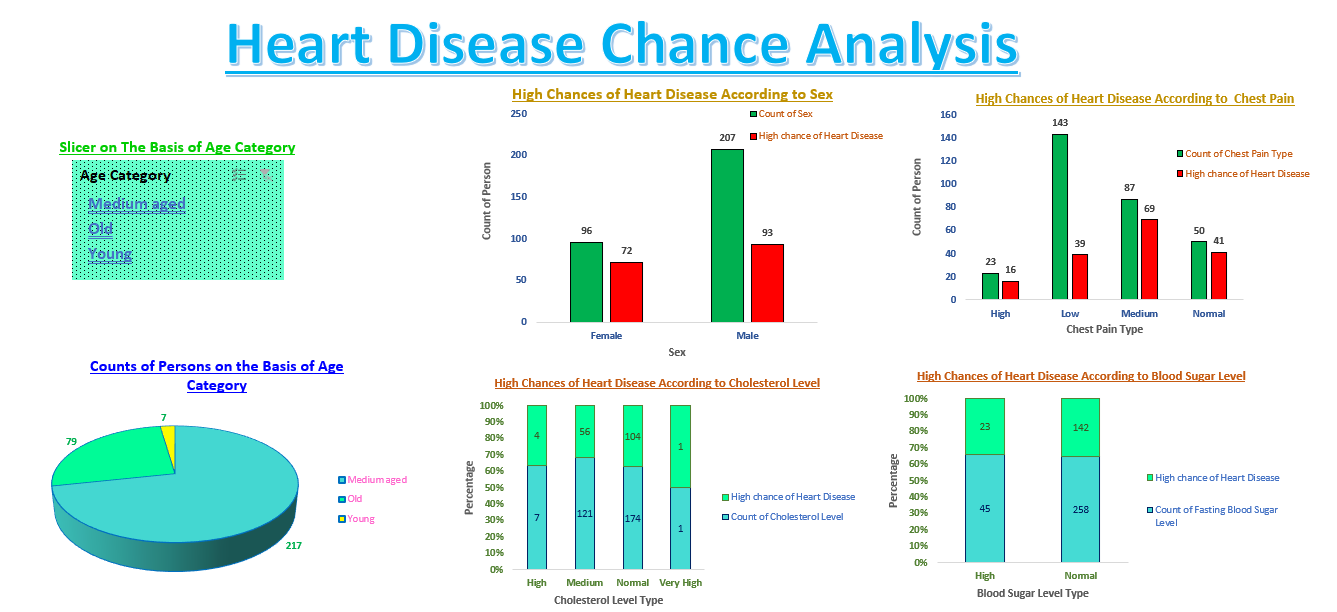 Heart Disease Chance Analysis
Slicer on The Basis of Age Category
Age Category
Medium aged
Old
Young
High Chances of Heart Disease According to Sex
Count of Sex
High chance of Heart Disease
Count of Person
250
200
150
100
50
0
96
72
207
93
Female
Male
Sex
High Chances of Heart Disease According to  Chest Pain
Count of Chest Pain Type
High chance of Heart Disease
Count of Person
160
140
120
100
80
60
40
20
0
23
16
143
39
87
69
50
41
High
Low
Medium
Normal
Chest Pain Type
Counts of Persons on the Basis of Age
Category
7
79
217
Medium aged
Old
Young
High Chances of Heart Disease According to Cholesterol Level
Percentage
100%
90%
80%
70%
60%
50%
40%
30%
20%
10%
0%
4
56
104
1
7
121
174
1
High
Medium
Normal
Very High
Cholesterol Level Type
High chance of Heart Disease
Count of Cholesterol Level
High Chances of Heart Disease According to Blood Sugar Level
Percentage
100%
90%
80%
70%
60%
50%
40%
30%
20%
10%
0%
23
142
45
258
High
Normal
Blood Sugar Level Type
High chance of Heart Disease
Count of Fasting Blood Sugar
Level